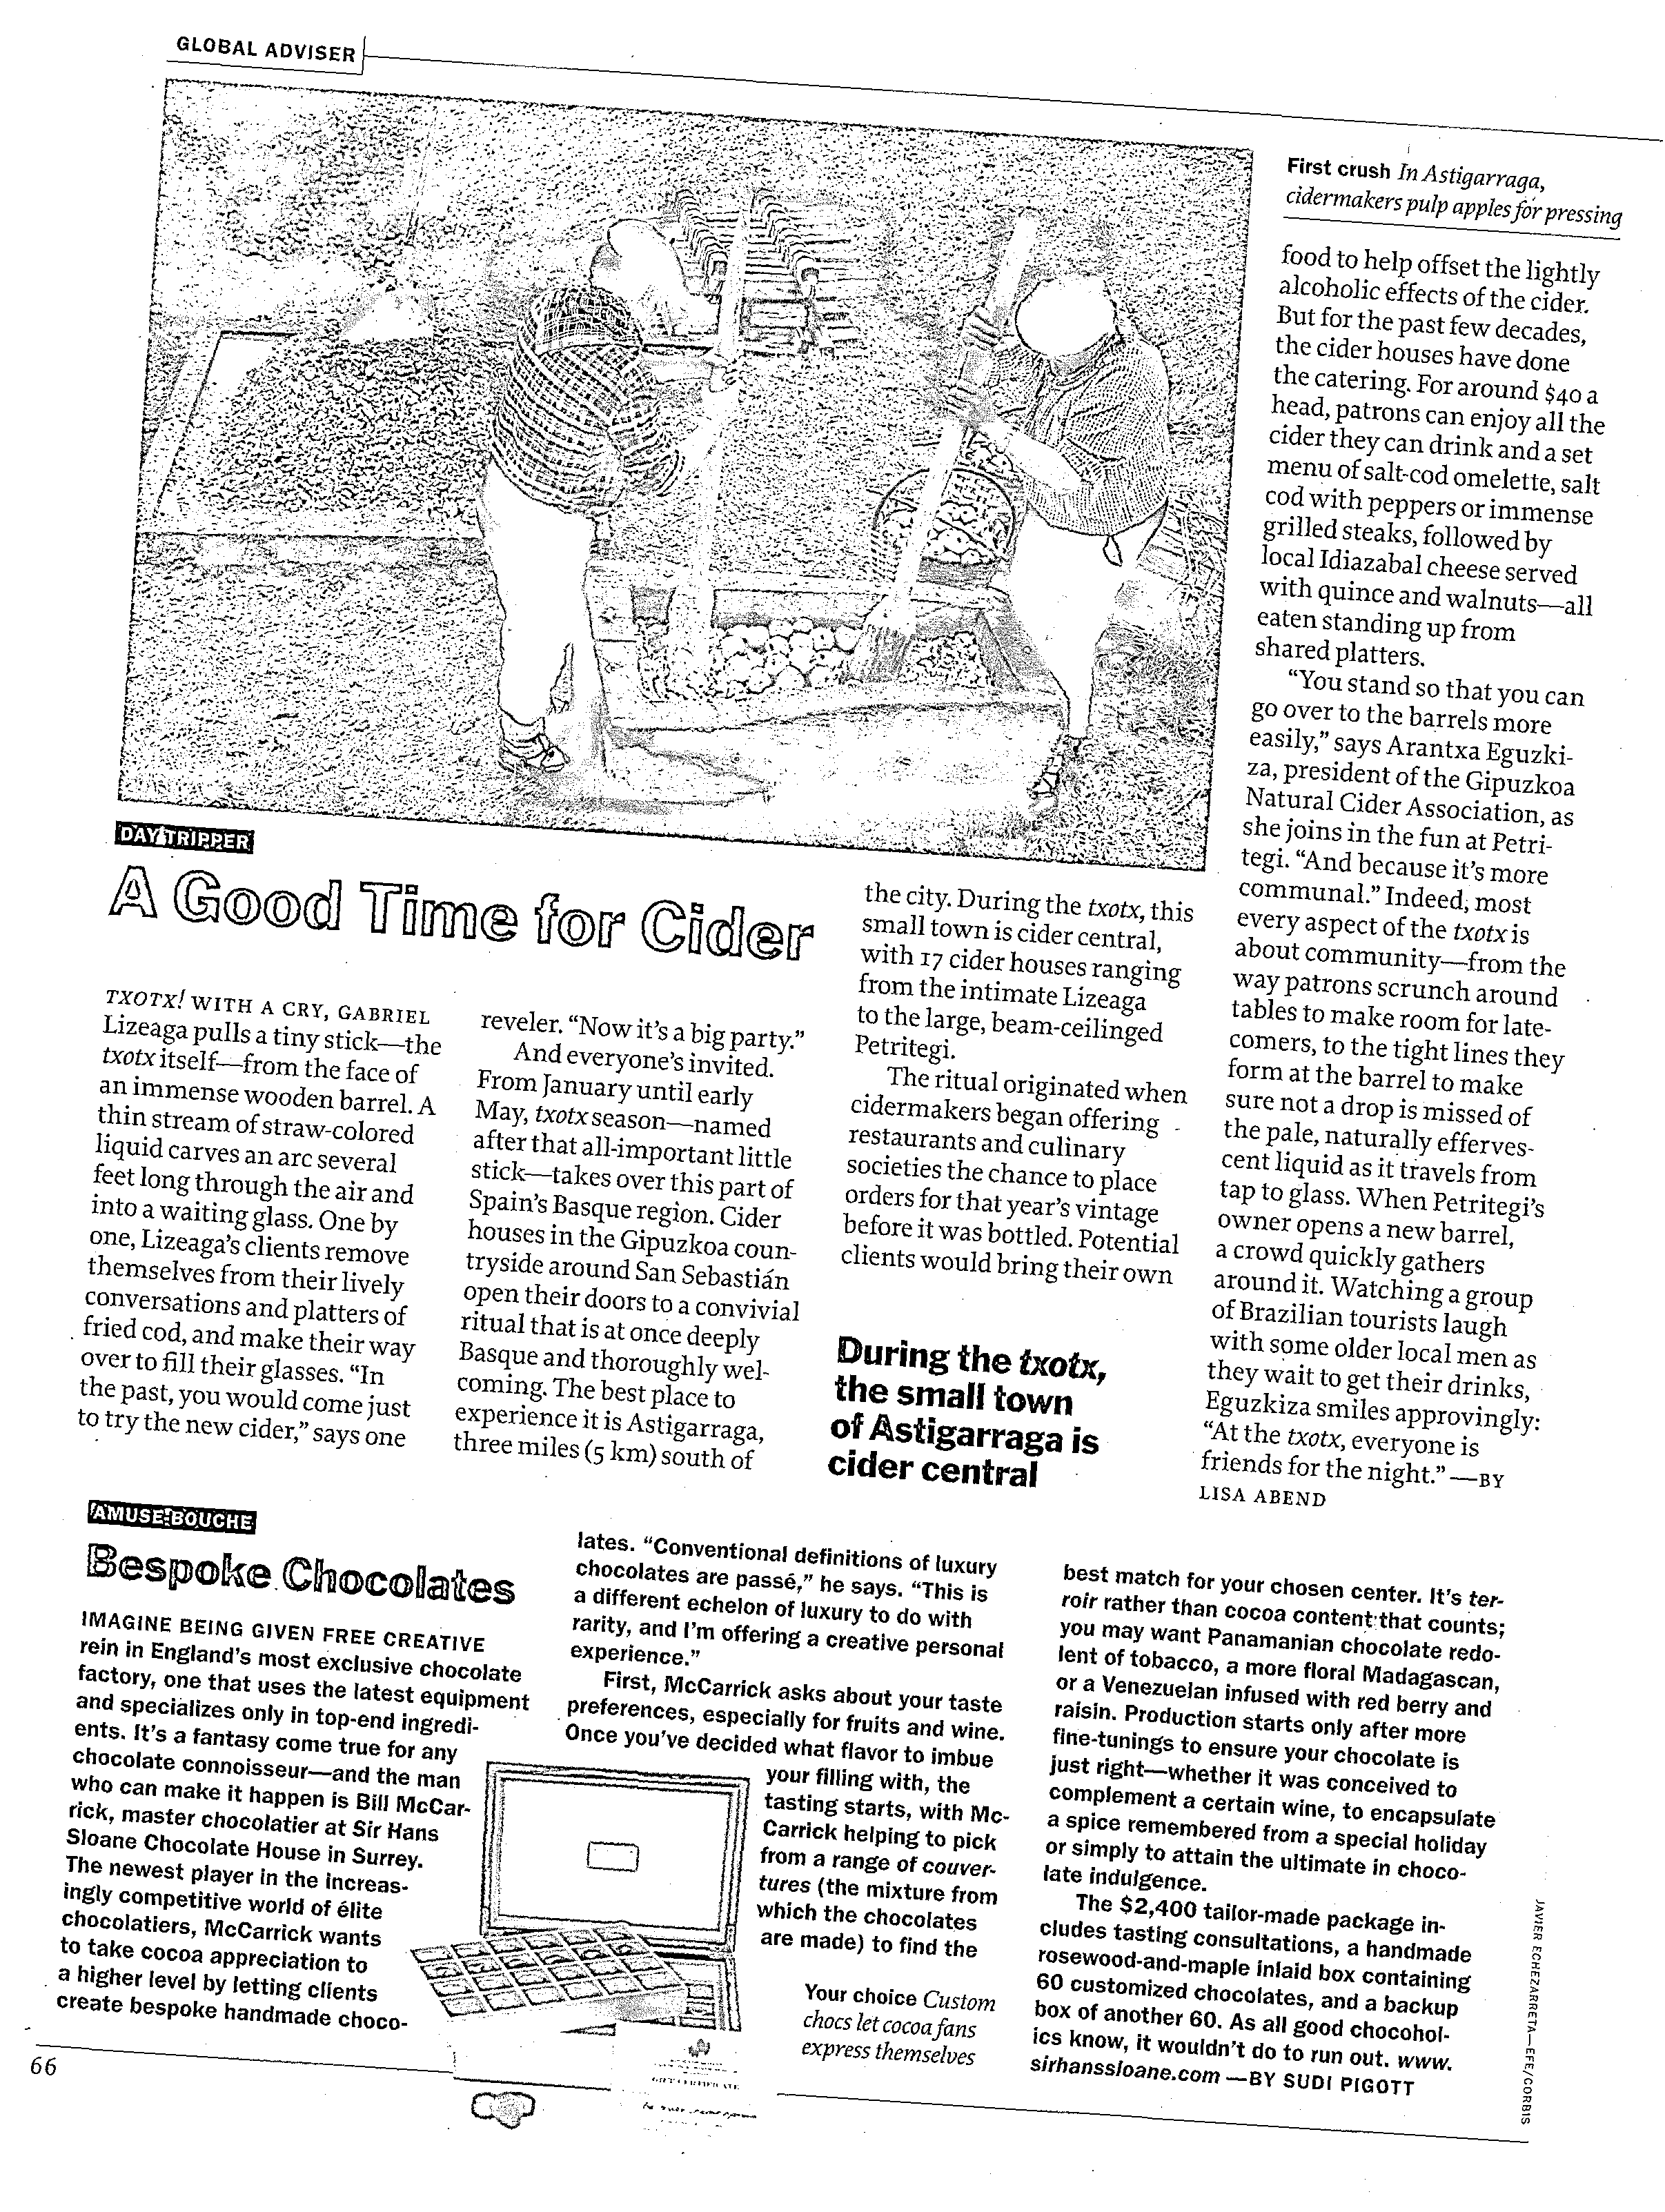 GLOBAL ADVISER
First crush In Astigarraga,
cidermakers pulp apples for pressing
DAY TRIPPER
A Good Time for Cider
TXOTX! WITH A CRY, GABRIEL
Lizeaga pulls a tiny stick—the
txotx itself—from the face of
an immense wooden barrel. A
thin stream of straw-colored
liquid carves an arc several
feet long through the air and
into a waiting glass. One by
one, Lizeaga's clients remove
themselves from their lively
conversations and platters of
fried cod, and make their way
over to fill their glasses. “In
the past, you would come just
to try the new cider,” says one
reveler. “Now it's a big party.”
And everyone's invited.
From January until early
May, txotx season—named
after that all-important little
stick—takes over this part of
Spain's Basque region. Cider
houses in the Gipuzkoa coun-
tryside around San Sebastián
open their doors to a convivial
ritual that is at once deeply
Basque and thoroughly wel-
coming. The best place to
experience it is Astigarraga,
three miles (5 km) south of
the city. During the txotx, this
small town is cider central,
with 17 cider houses ranging
from the intimate Lizeaga
to the large, beam-ceilinged
Petritegi.
The ritual originated when
cidermakers began offering
restaurants and culinary
societies the chance to place
orders for that year's vintage
before it was bottled. Potential
clients would bring their own
During the txotx,
the small town
of Astigarraga is
cider central
food to help offset the lightly
alcoholic effects of the cider.
But for the past few decades,
the cider houses have done
the catering. For around $40 a
head, patrons can enjoy all the
cider they can drink and a set
menu of salt-cod omelette, salt
cod with peppers or immense
grilled steaks, followed by
local Idiazabal cheese served
with quince and walnuts—all
eaten standing up from
shared platters.
“You stand so that you can
go over to the barrels more
easily,” says Arantxa Eguzki-
za, president of the Gipuzkoa
Natural Cider Association, as
she joins in the fun at Petri-
tegi. “And because it's more
communal.” Indeed, most
every aspect of the txotx is
about community—from the
way patrons scrunch around
tables to make room for late-
comers, to the tight lines they
form at the barrel to make
sure not a drop is missed of
the pale, naturally efferves-
cent liquid as it travels from
tap to glass. When Petritegi's
owner opens a new barrel,
a crowd quickly gathers
around it. Watching a group
of Brazilian tourists laugh
with some older local men as
they wait to get their drinks,
Eguzkiza smiles approvingly:
“At the txotx, everyone is
friends for the night.” —BY
LISA ABEND
AMUSE-BOUCHE
Bespoke Chocolates
IMAGINE BEING GIVEN FREE CREATIVE
rein in England's most exclusive chocolate
factory, one that uses the latest equipment
and specializes only in top-end ingredi-
ents. It's a fantasy come true for any
chocolate connoisseur—and the man
who can make it happen is Bill McCar-
rick, master chocolatier at Sir Hans
Sloane Chocolate House in Surrey.
The newest player in the increas-
ingly competitive world of élite
chocolatiers, McCarrick wants
to take cocoa appreciation to
a higher level by letting clients
create bespoke handmade choco-
lates. “Conventional definitions of luxury
chocolates are passé,” he says. “This is
a different echelon of luxury to do with
rarity, and I'm offering a creative personal
experience.”
First, McCarrick asks about your taste
preferences, especially for fruits and wine.
Once you've decided what flavor to imbue
your filling with, the
tasting starts, with Mc-
Carrick helping to pick
from a range of couver-
tures (the mixture from
which the chocolates
are made) to find the
Your choice Custom
chocs let cocoa fans
express themselves
GIFT CERTIFICATE
best match for your chosen center. It's ter-
roir rather than cocoa content that counts;
you may want Panamanian chocolate redo-
lent of tobacco, a more floral Madagascan,
or a Venezuelan infused with red berry and
raisin. Production starts only after more
fine-tunings to ensure your chocolate is
just right—whether it was conceived to
complement a certain wine, to encapsulate
a spice remembered from a special holiday
or simply to attain the ultimate in choco-
late indulgence.
The $2,400 tailor-made package in-
cludes tasting consultations, a handmade
rosewood-and-maple inlaid box containing
60 customized chocolates, and a backup
box of another 60. As all good chocohol-
ics know, it wouldn't do to run out. www.
sirhanssloane.com —BY SUDI PIGOTT
JAVIER ECHEZARRETA—EFE/CORBIS
66